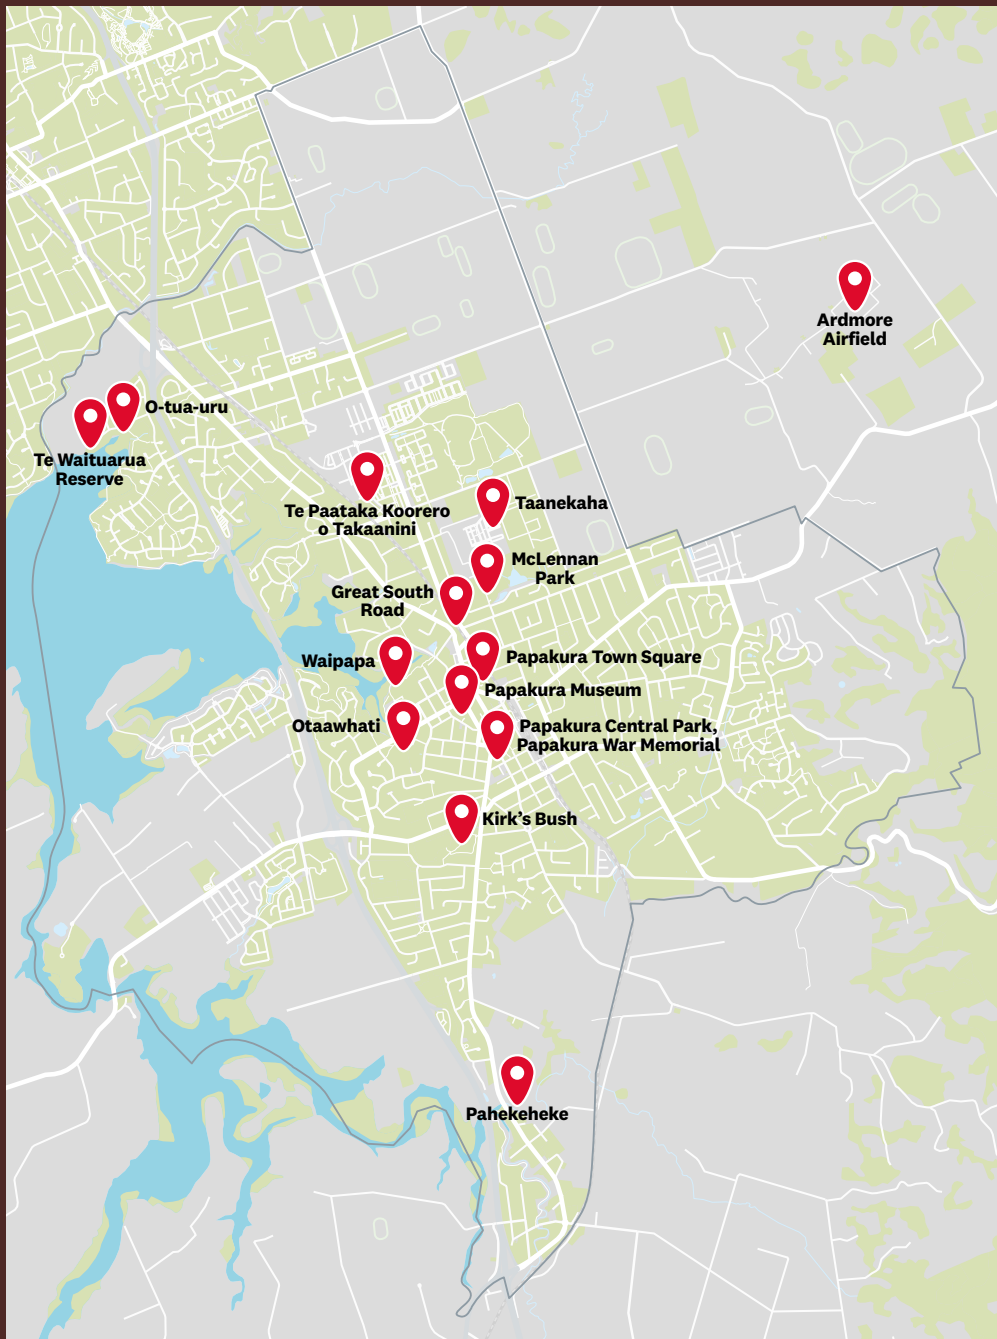 Ardmore
Airfield
O-tua-uru
Te Waituarua
Reserve
Te Paataka Koorero
o Takaanini
Taanekaha
McLennan
Park
Great South
Road
Waipapa
Papakura Town Square
Papakura Museum
Otaawhati
Papakura Central Park,
Papakura War Memorial
Kirk’s Bush
Pahekeheke